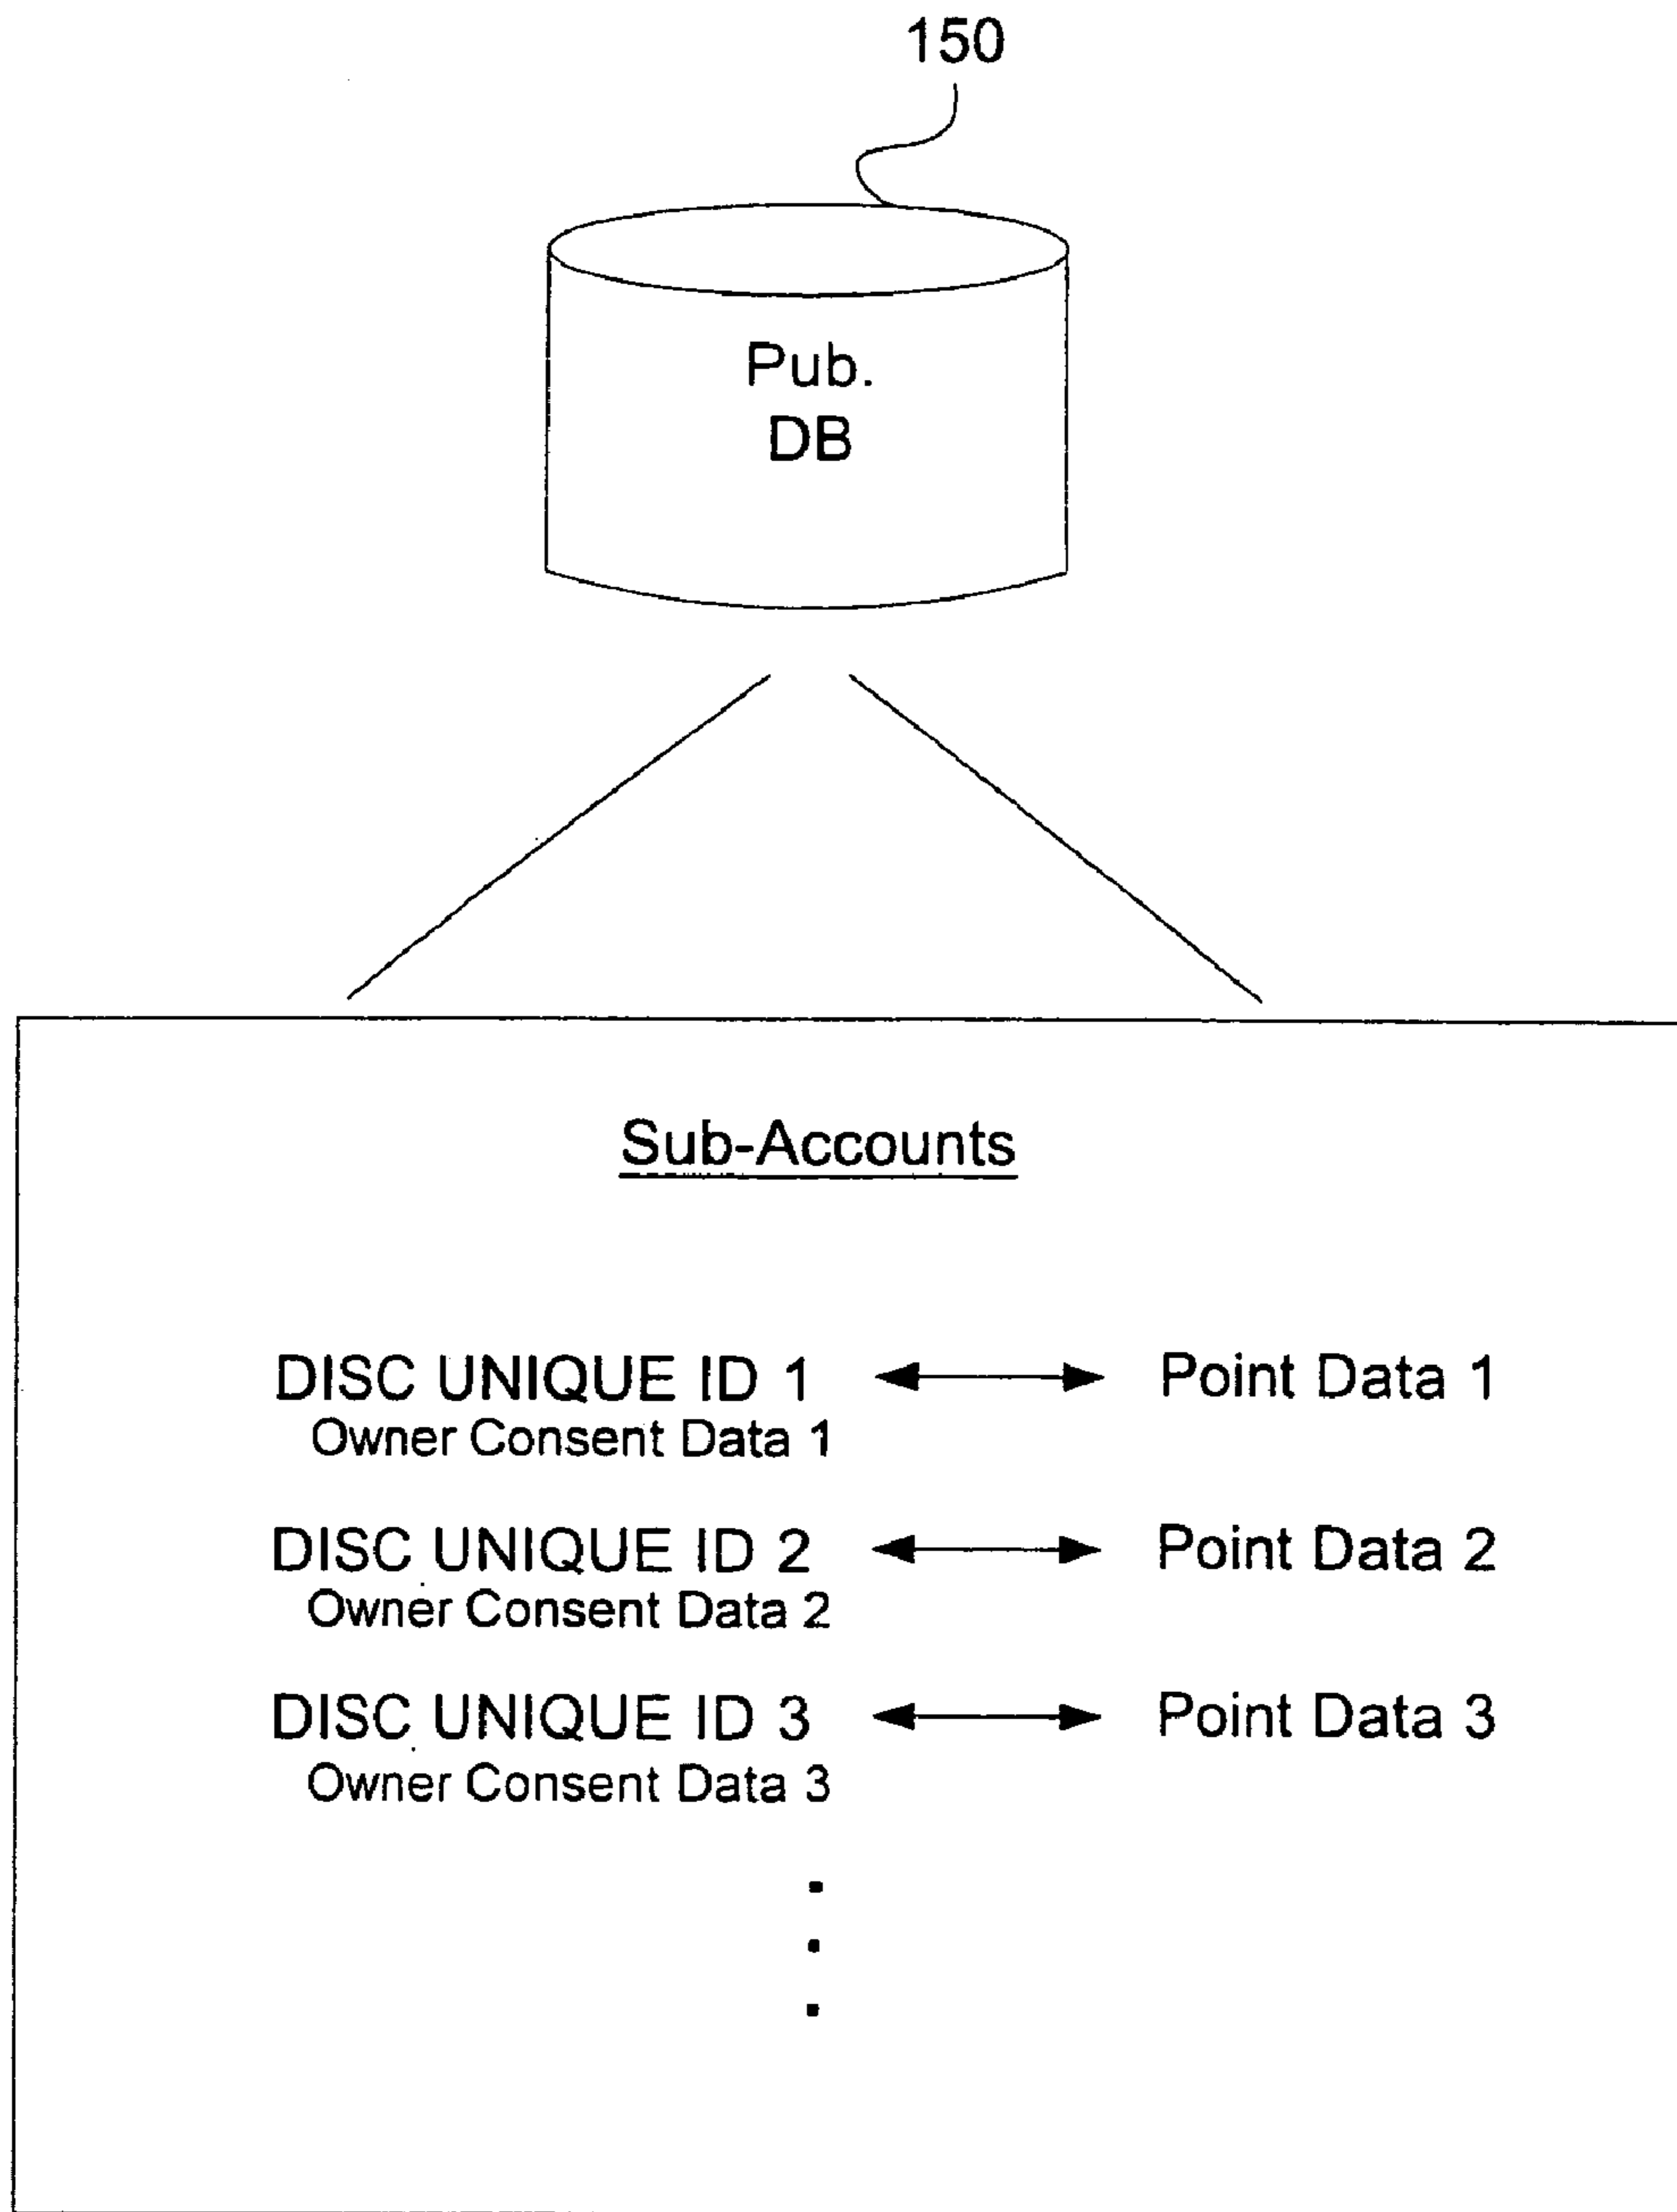 150
Pub.
DB
Sub-Accounts
DISC UNIQUE ID 1 Point Data 1
Owner Consent Data 1
DISC UNIQUE ID 2 Point Data 2
Owner Consent Data 2
DISC UNIQUE ID 3 Point Data 3
Owner Consent Data 3